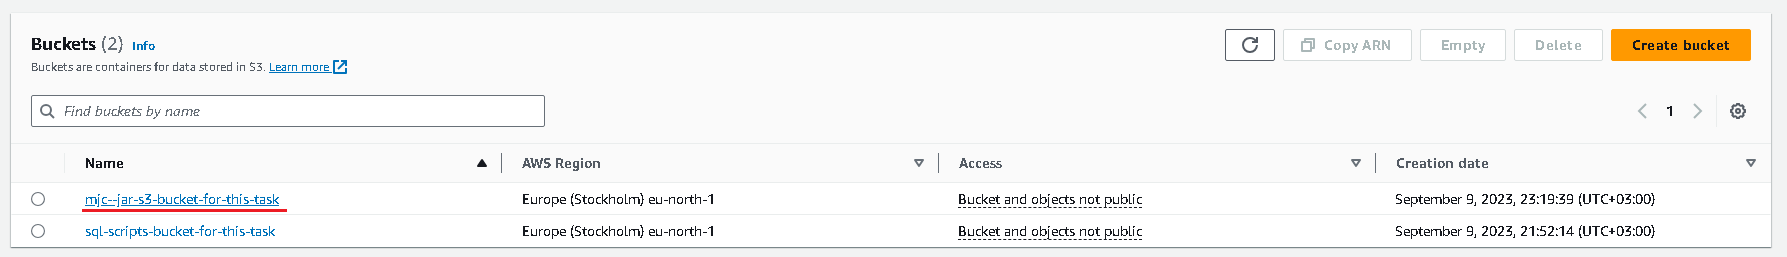 Buckets (2) Info
Copy ARN Empty Delete Create bucket
Buckets are containers for data stored in S3. Learn more
Find buckets by name
1
Name AWS Region Access Creation date
mjc--jar-s3-bucket-for-this-task Europe (Stockholm) eu-north-1 Bucket and objects not public September 9, 2023, 23:19:39 (UTC+03:00)
sql-scripts-bucket-for-this-task Europe (Stockholm) eu-north-1 Bucket and objects not public September 9, 2023, 21:52:14 (UTC+03:00)